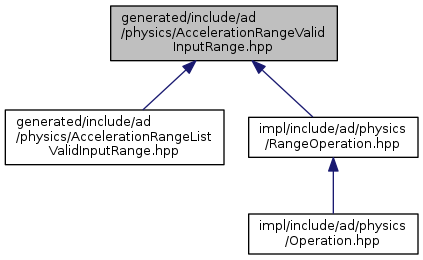 generated/include/ad
/physics/AccelerationRangeValid
InputRange.hpp
generated/include/ad
/physics/AccelerationRangeList
ValidInputRange.hpp
impl/include/ad/physics
/RangeOperation.hpp
impl/include/ad/physics
/Operation.hpp